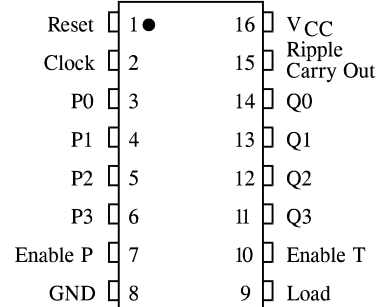 Reset 1 16 VCC
Clock 2 15 Ripple
Carry Out
P0 3 14 Q0
P1 4 13 Q1
P2 5 12 Q2
P3 6 11 Q3
Enable P 7 10 Enable T
GND 8 9 Load